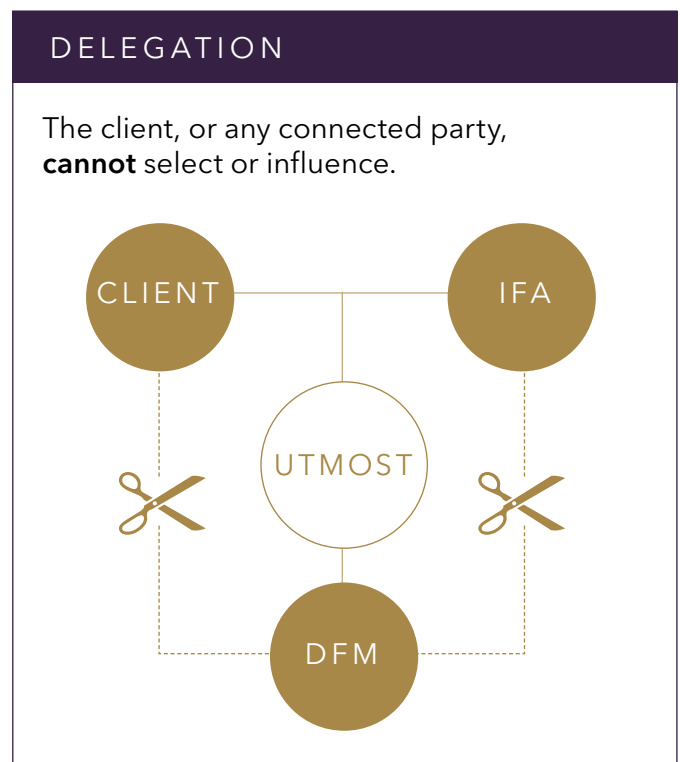 DELEGATION
The client, or any connected party,
cannot select or influence.
CLIENT
IFA
UTMOST
DFM